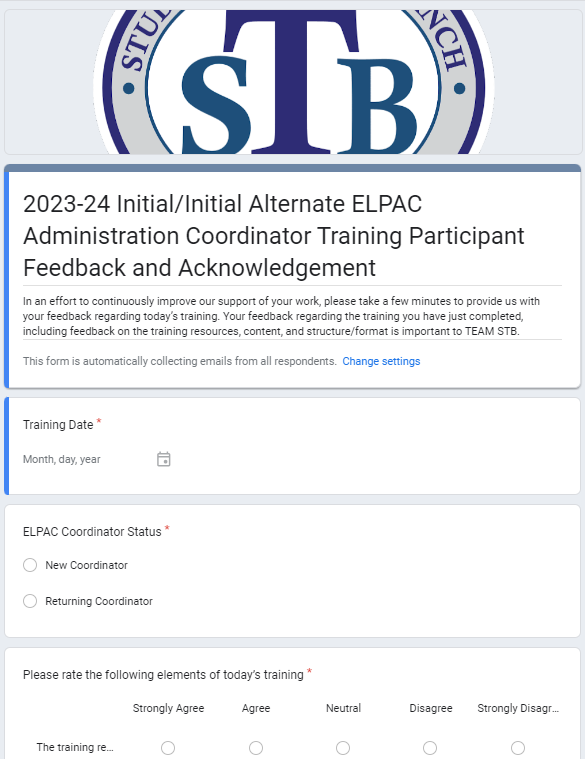 STB
2023-24 Initial/Initial Alternate ELPAC
Administration Coordinator Training Participant
Feedback and Acknowledgement
In an effort to continuously improve our support of your work, please take a few minutes to provide us with
your feedback regarding today's training. Your feedback regarding the training you have just completed,
including feedback on the training resources, content, and structure/format is important to TEAM STB.
This form is automatically collecting emails from all respondents. Change settings
Training Date *
Month, day, year
ELPAC Coordinator Status *
New Coordinator
Returning Coordinator
Please rate the following elements of today's training *
Strongly Agree Agree Neutral Disagree Strongly Disagr...
The training re...